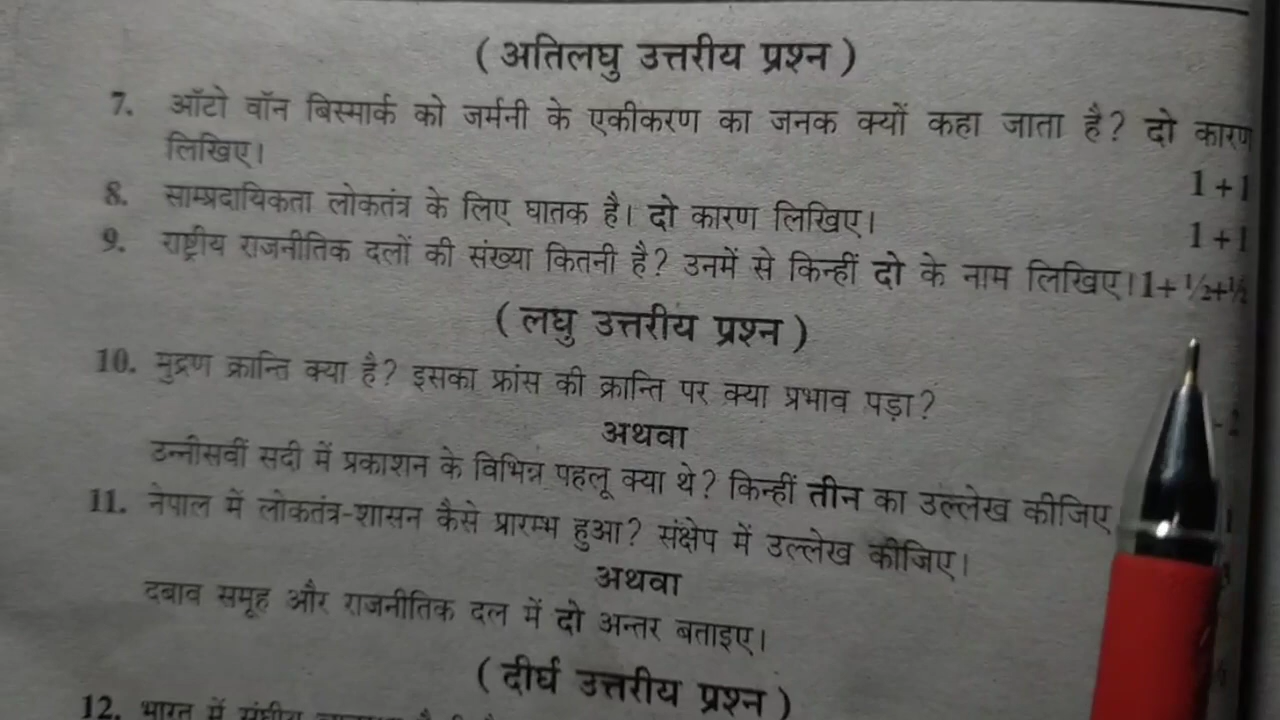 ( अतिलघु उत्तरीय प्रश्न )
7. ऑटो वॉन बिस्मार्क को जर्मनी के एकीकरण का जनक क्यों कहा जाता है? दो कारण
लिखिए। 1 + 1
8. साम्प्रदायिकता लोकतंत्र के लिए घातक है। दो कारण लिखिए। 1 + 1
9. राष्ट्रीय राजनीतिक दलों की संख्या कितनी है? उनमें से किन्हीं दो के नाम लिखिए। 1+ ½+½
( लघु उत्तरीय प्रश्न )
10. मुद्रण क्रान्ति क्या है? इसका फ्रांस की क्रान्ति पर क्या प्रभाव पड़ा?
अथवा
उन्नीसवीं सदी में प्रकाशन के विभिन्न पहलू क्या थे? किन्हीं तीन का उल्लेख कीजिए
11. नेपाल में लोकतंत्र-शासन कैसे प्रारम्भ हुआ? संक्षेप में उल्लेख कीजिए।
अथवा
दबाव समूह और राजनीतिक दल में दो अन्तर बताइए।
( दीर्घ उत्तरीय प्रश्न )
12. भारत में संघीय